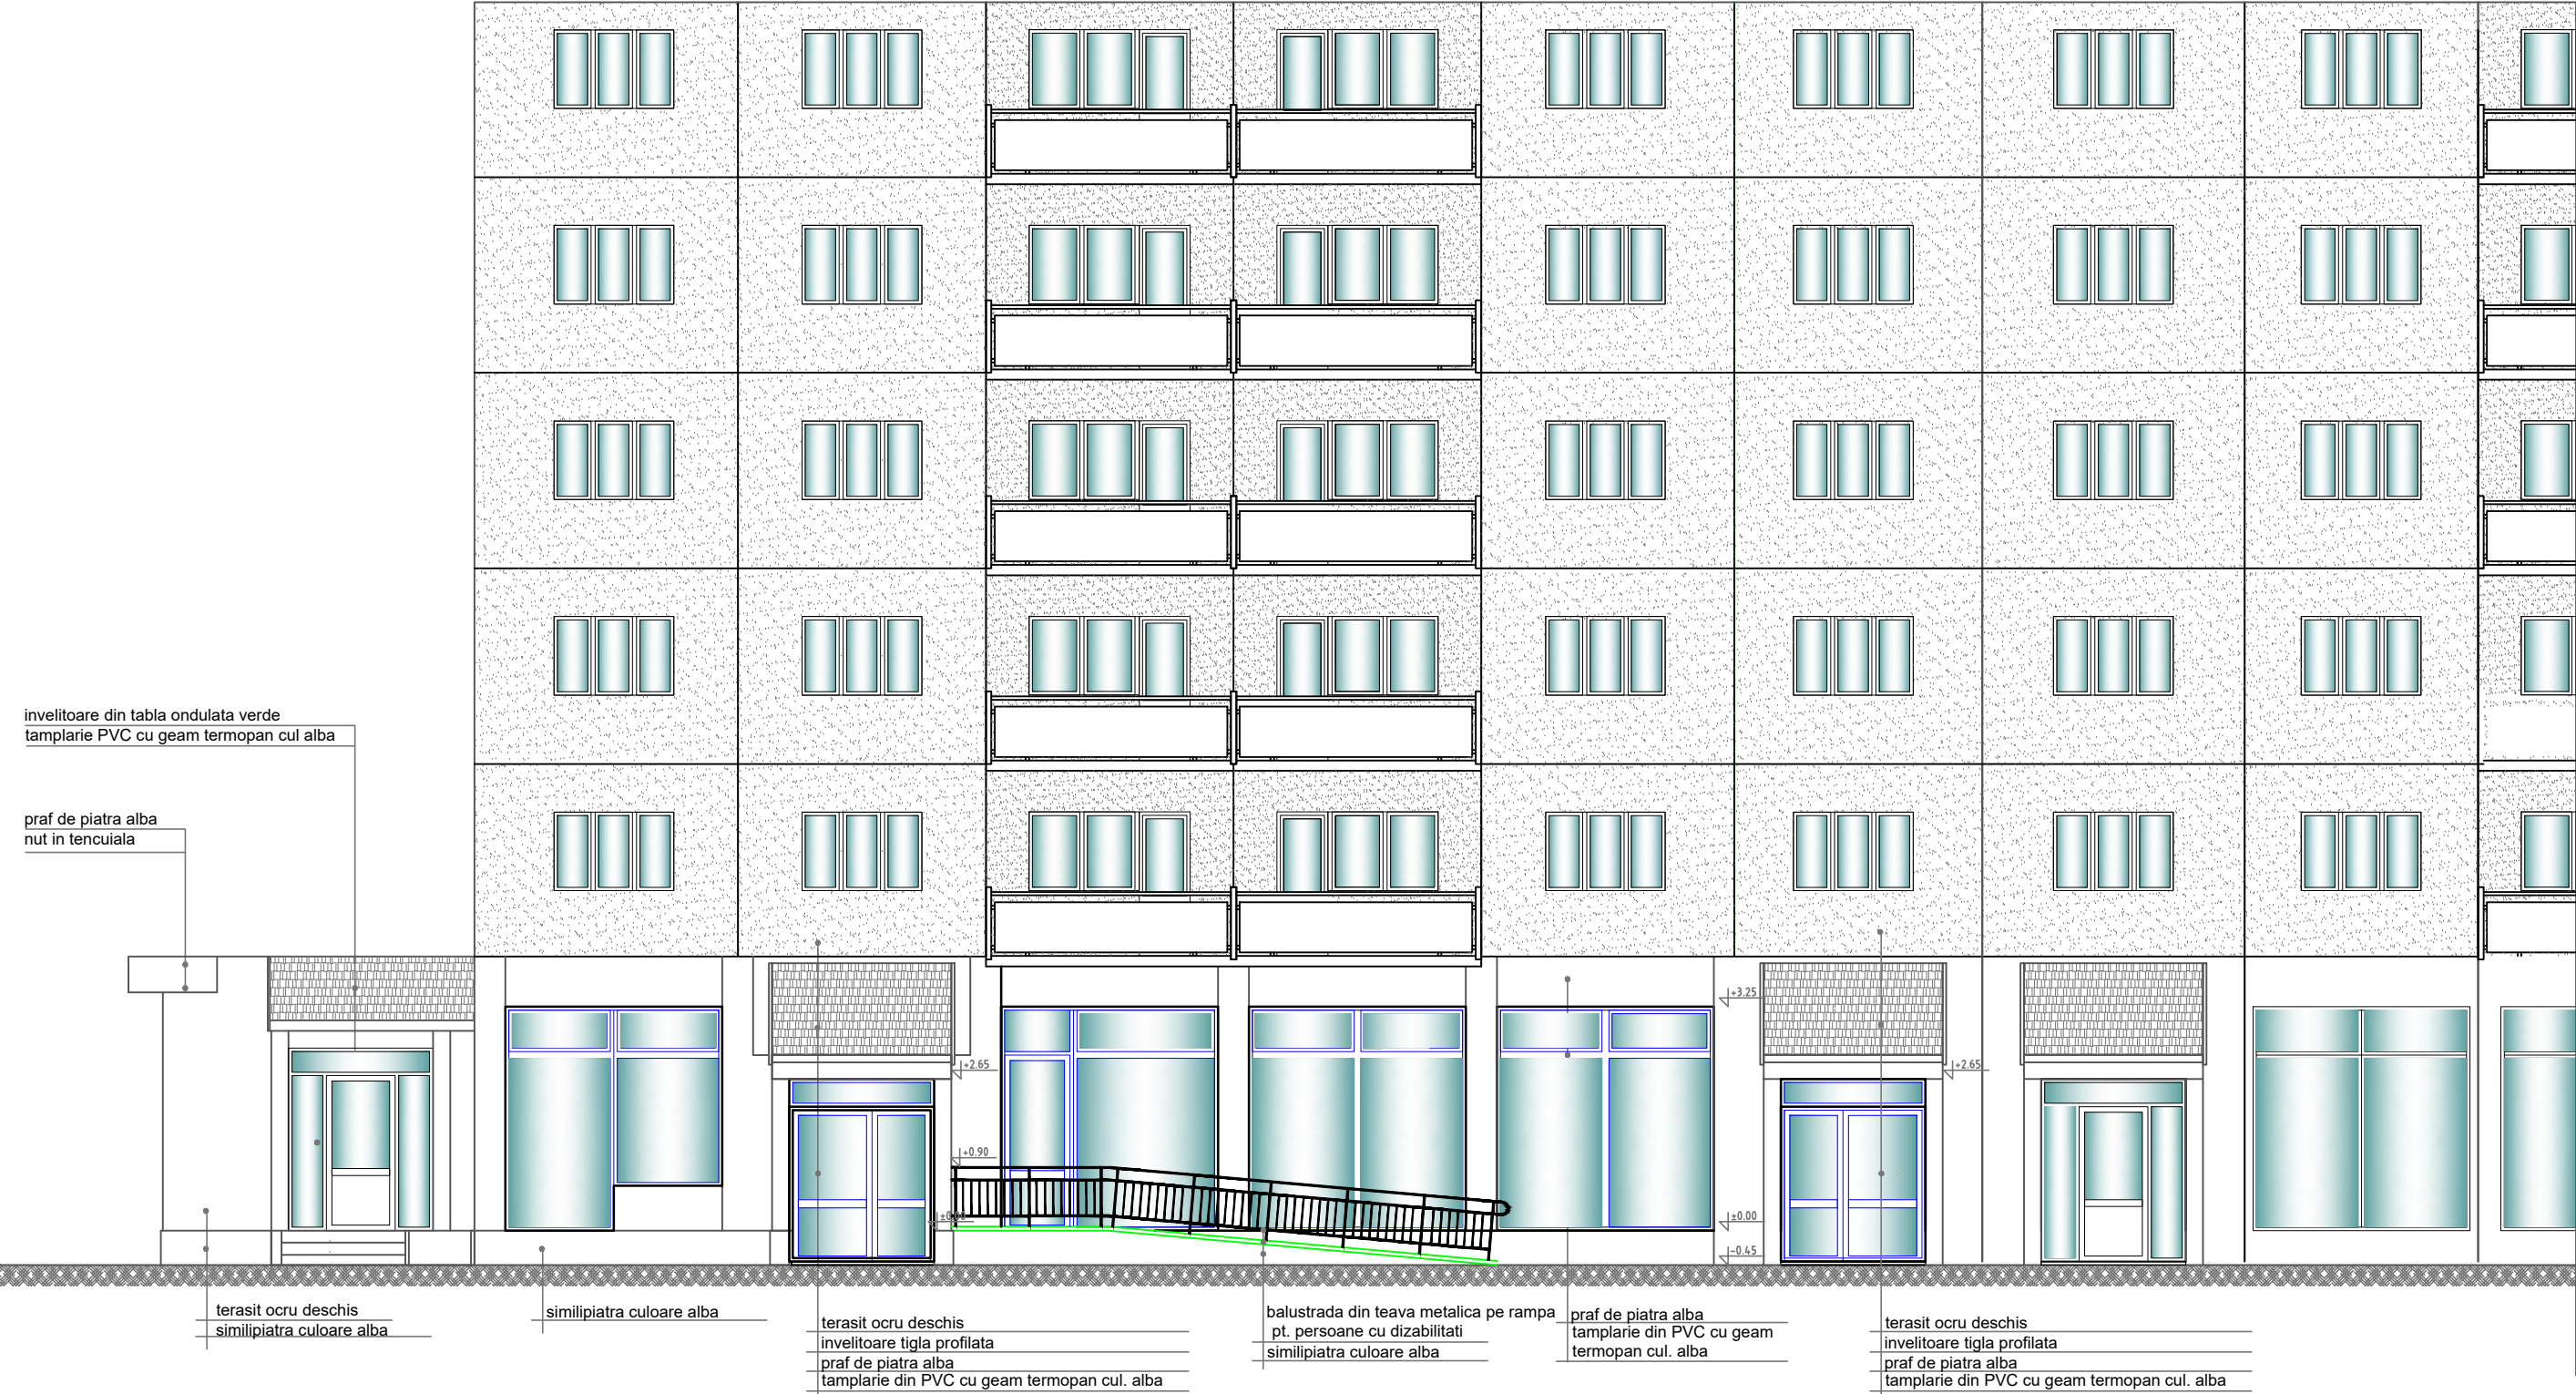 invelitoare din tabla ondulata verde
tamplarie PVC cu geam termopan cul alba
praf de piatra alba
nut in tencuiala
+3.25
+2.65
+2.65
+0.90
±0.00
±0.00
-0.45
terasit ocru deschis
similipiatra culoare alba
similipiatra culoare alba
terasit ocru deschis
invelitoare tigla profilata
praf de piatra alba
tamplarie din PVC cu geam termopan cul. alba
balustrada din teava metalica pe rampa
pt. persoane cu dizabilitati
similipiatra culoare alba
praf de piatra alba
tamplarie din PVC cu geam
termopan cul. alba
terasit ocru deschis
invelitoare tigla profilata
praf de piatra alba
tamplarie din PVC cu geam termopan cul. alba